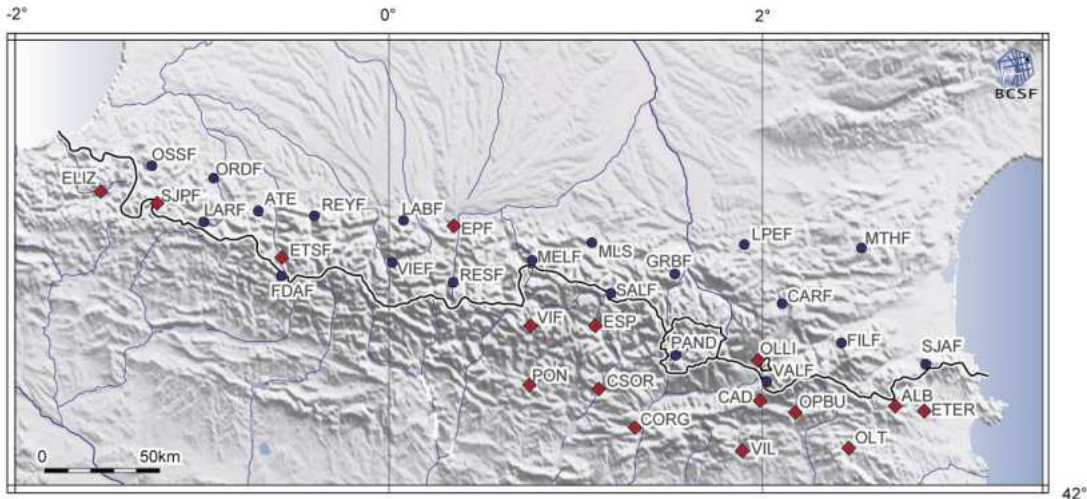 -2°
0°
2°
BCSF
OSSF
ORDF
ELIZ
SJPF
ATE
REYF
LARF
LABF
EPF
ETSF
FDAF
VIEF
RESF
MELF
MLS
LPEF
MTHF
GRBF
SALF
CARF
VIF
ESP
PAND
OLLI
FILF
SJAF
VALF
PON
CSOR
CAD
OPBU
ALB
ETER
CORG
VIL
OLT
0 50km
42°